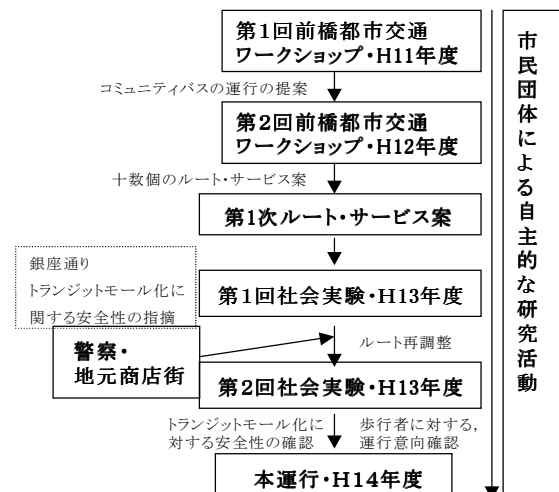 第1回前橋都市交通
ワークショップ・H11年度
コミュニティバスの運行の提案
第2回前橋都市交通
ワークショップ・H12年度
十数個のルート・サービス案
第1次ルート・サービス案
銀座通り
トランジットモール化に
関する安全性の指摘
第1回社会実験・H13年度
警察・
地元商店街
ルート再調整
第2回社会実験・H13年度
トランジットモール化に
対する安全性の確認
歩行者に対する,
運行意向確認
本運行・H14年度
市民団体による自主的な研究活動